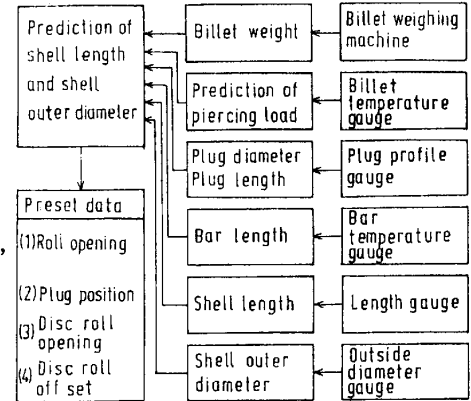 Prediction of
shell length
and shell
outer diameter
Billet weight
Billet weighing
machine
Prediction of
piercing load
Billet
temperature
gauge
Plug diameter
Plug length
Plug profile
gauge
Bar length
Bar
temperature
gauge
Shell length
Length gauge
Shell outer
diameter
Outside
diameter
gauge
Preset data
(1) Roll opening
(2) Plug position
(3) Disc roll
opening
(4) Disc roll
off set
,